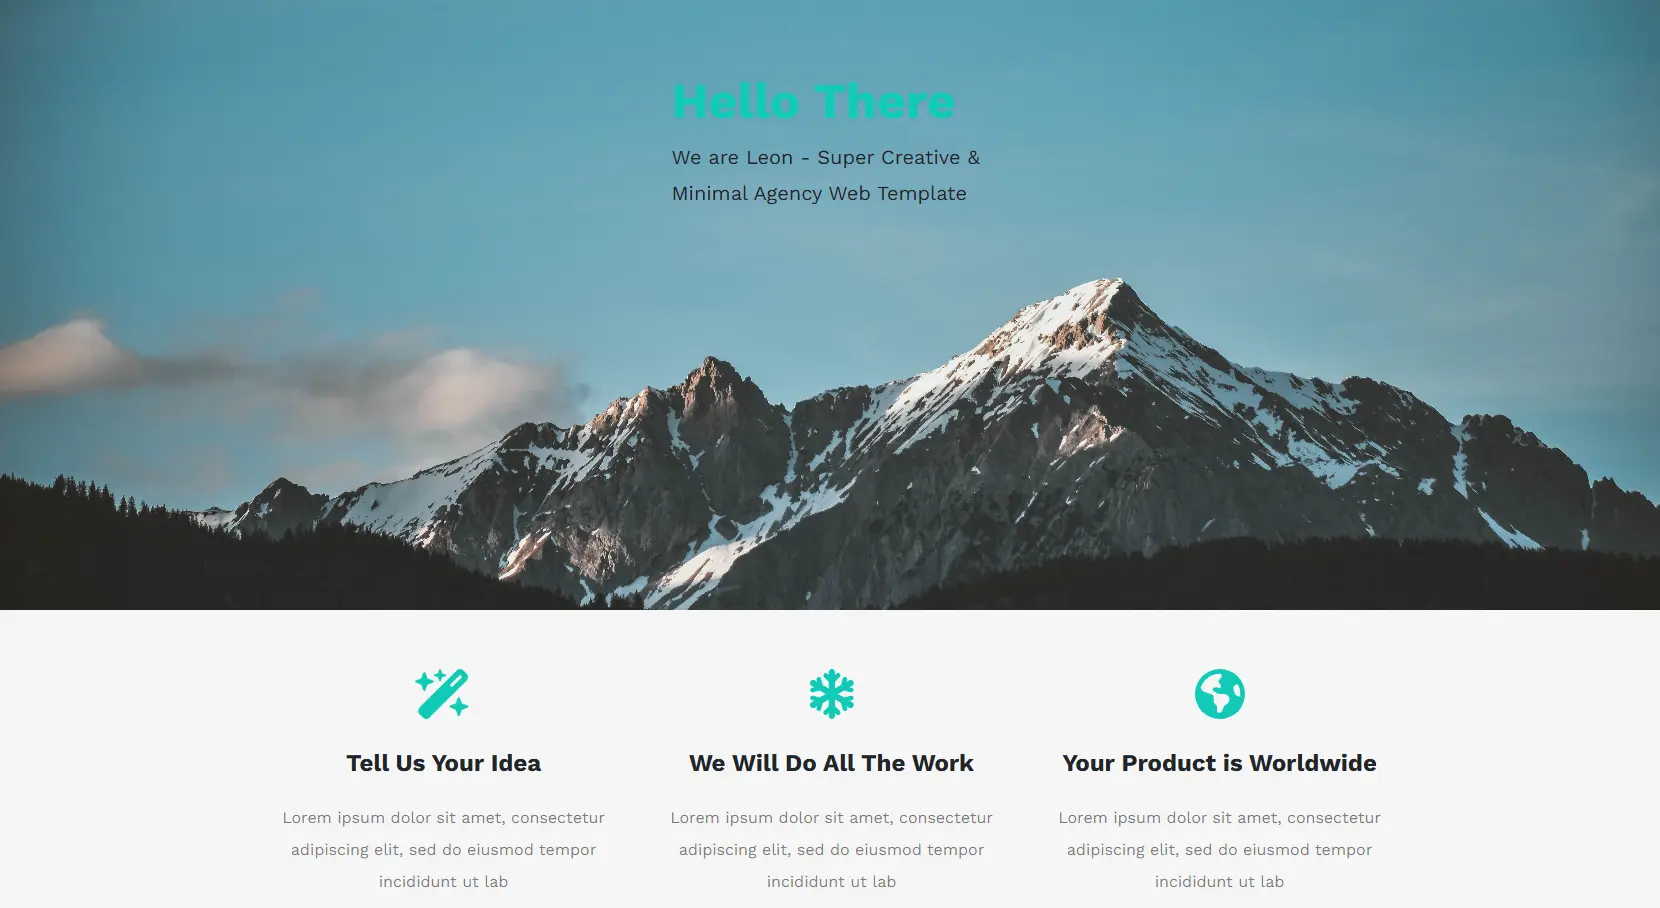 Hello There
We are Leon - Super Creative &
Minimal Agency Web Template
Tell Us Your Idea
Lorem ipsum dolor sit amet, consectetur
adipiscing elit, sed do eiusmod tempor
incididunt ut lab
We Will Do All The Work
Lorem ipsum dolor sit amet, consectetur
adipiscing elit, sed do eiusmod tempor
incididunt ut lab
Your Product is Worldwide
Lorem ipsum dolor sit amet, consectetur
adipiscing elit, sed do eiusmod tempor
incididunt ut lab